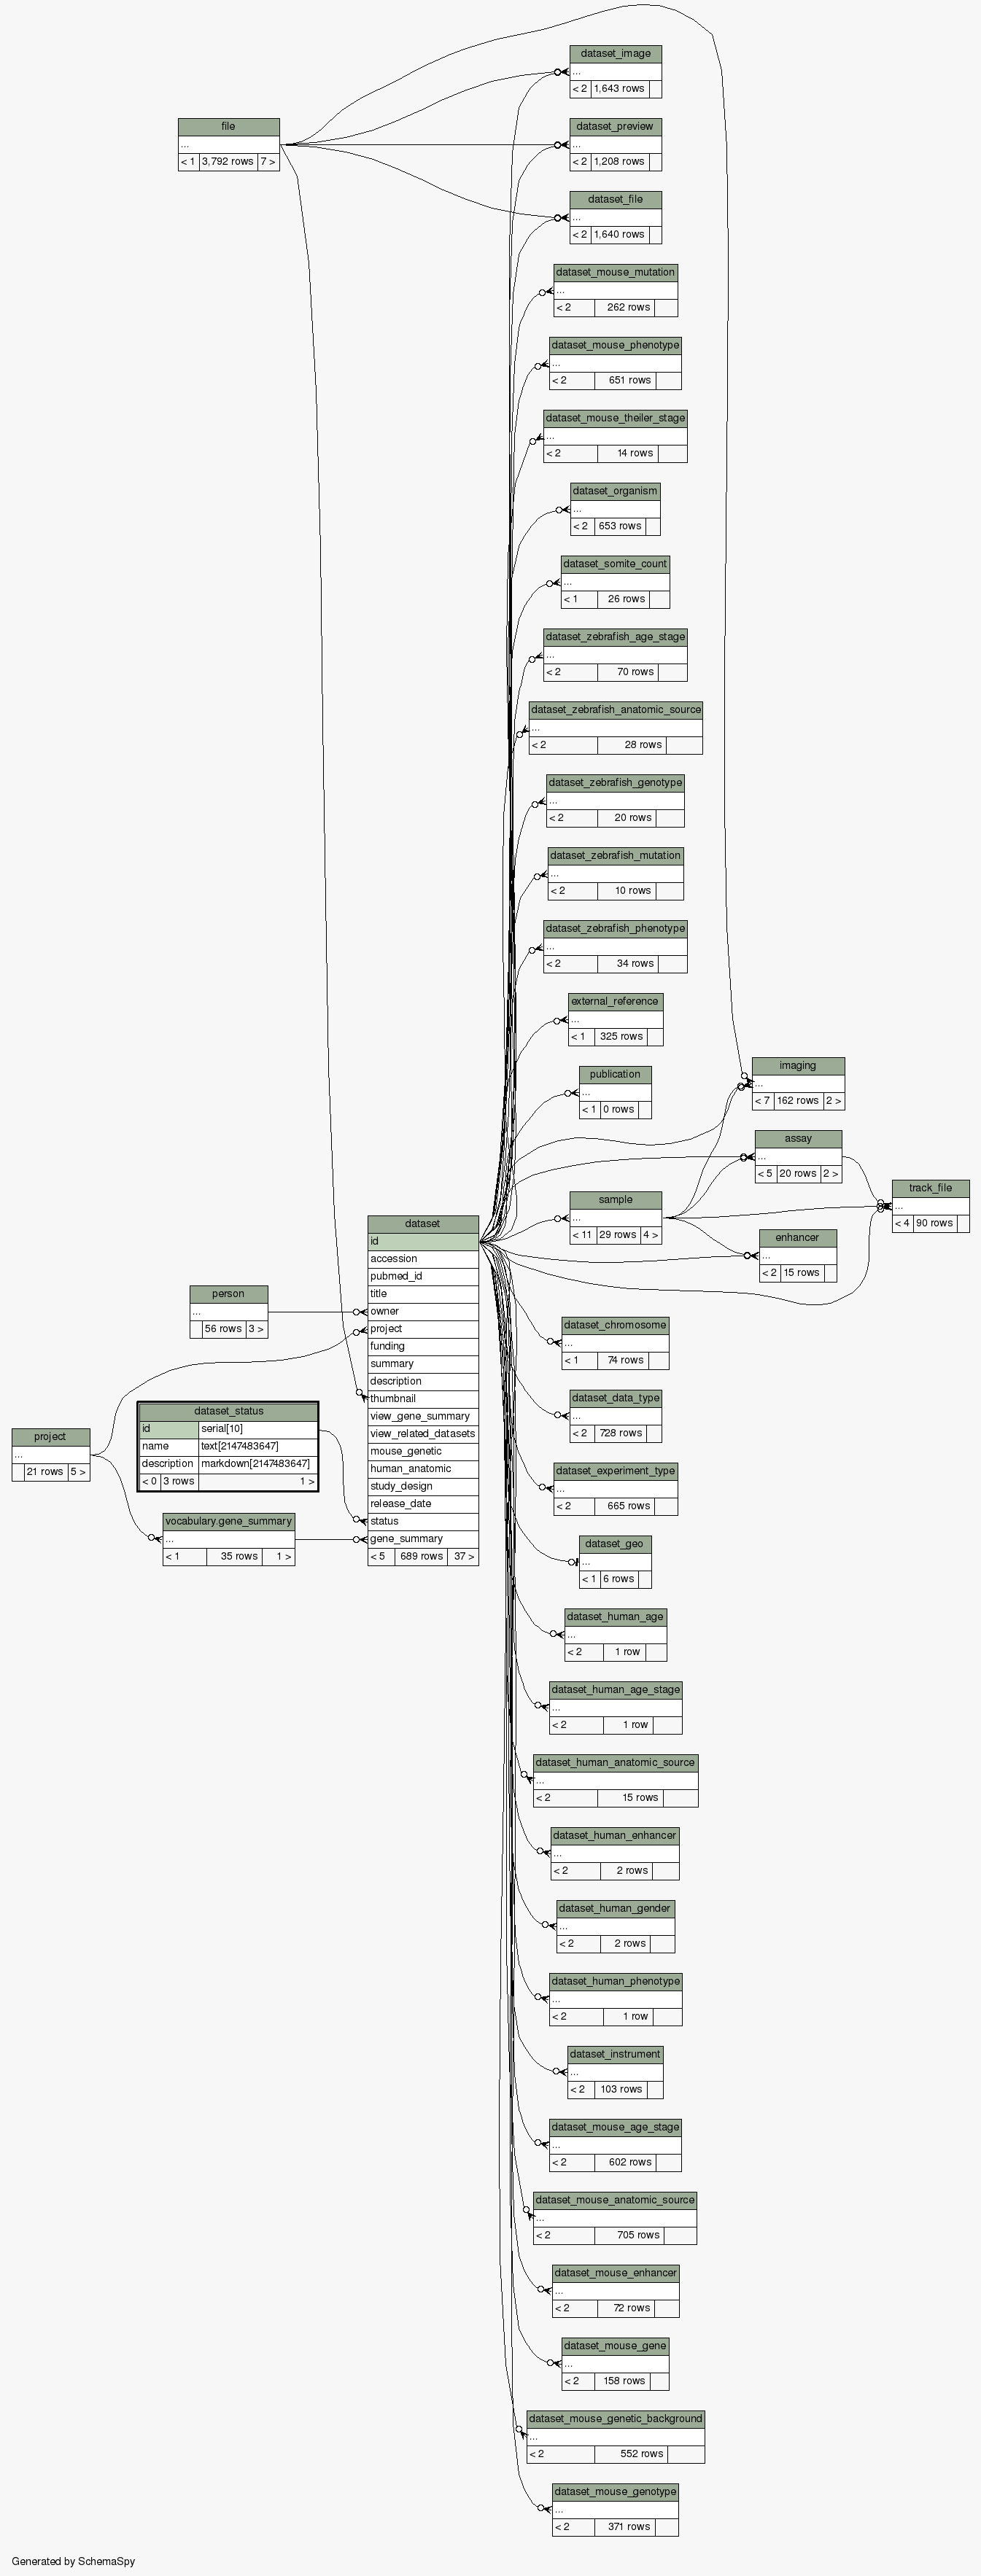 dataset_image
...
< 2 1,643 rows
file
...
< 1 3,792 rows 7 >
dataset_preview
...
< 2 1,208 rows
dataset_file
...
< 2 1,640 rows
dataset_mouse_mutation
...
< 2 262 rows
dataset_mouse_phenotype
...
< 2 651 rows
dataset_mouse_theiler_stage
...
< 2 14 rows
dataset_organism
...
< 2 653 rows
dataset_somite_count
...
< 1 26 rows
dataset_zebrafish_age_stage
...
< 2 70 rows
dataset_zebrafish_anatomic_source
...
< 2 28 rows
dataset_zebrafish_genotype
...
< 2 20 rows
dataset_zebrafish_mutation
...
< 2 10 rows
dataset_zebrafish_phenotype
...
< 2 34 rows
external_reference
...
< 1 325 rows
publication
...
< 1 0 rows
imaging
...
< 7 162 rows 2 >
assay
...
< 5 20 rows 2 >
track_file
...
< 4 90 rows
sample
...
< 11 29 rows 4 >
enhancer
...
< 2 15 rows
dataset
id
accession
pubmed_id
title
owner
project
funding
summary
description
thumbnail
view_gene_summary
view_related_datasets
mouse_genetic
human_anatomic
study_design
release_date
status
gene_summary
< 5 689 rows 37 >
person
...
56 rows 3 >
project
...
21 rows 5 >
dataset_status
id serial[10]
name text[2147483647]
description markdown[2147483647]
< 0 3 rows 1 >
vocabulary.gene_summary
...
< 1 35 rows 1 >
dataset_chromosome
...
< 1 74 rows
dataset_data_type
...
< 2 728 rows
dataset_experiment_type
...
< 2 665 rows
dataset_geo
...
< 1 6 rows
dataset_human_age
...
< 2 1 row
dataset_human_age_stage
...
< 2 1 row
dataset_human_anatomic_source
...
< 2 15 rows
dataset_human_enhancer
...
< 2 2 rows
dataset_human_gender
...
< 2 2 rows
dataset_human_phenotype
...
< 2 1 row
dataset_instrument
...
< 2 103 rows
dataset_mouse_age_stage
...
< 2 602 rows
dataset_mouse_anatomic_source
...
< 2 705 rows
dataset_mouse_enhancer
...
< 2 72 rows
dataset_mouse_gene
...
< 2 158 rows
dataset_mouse_genetic_background
...
< 2 552 rows
dataset_mouse_genotype
...
< 2 371 rows
Generated by SchemaSpy